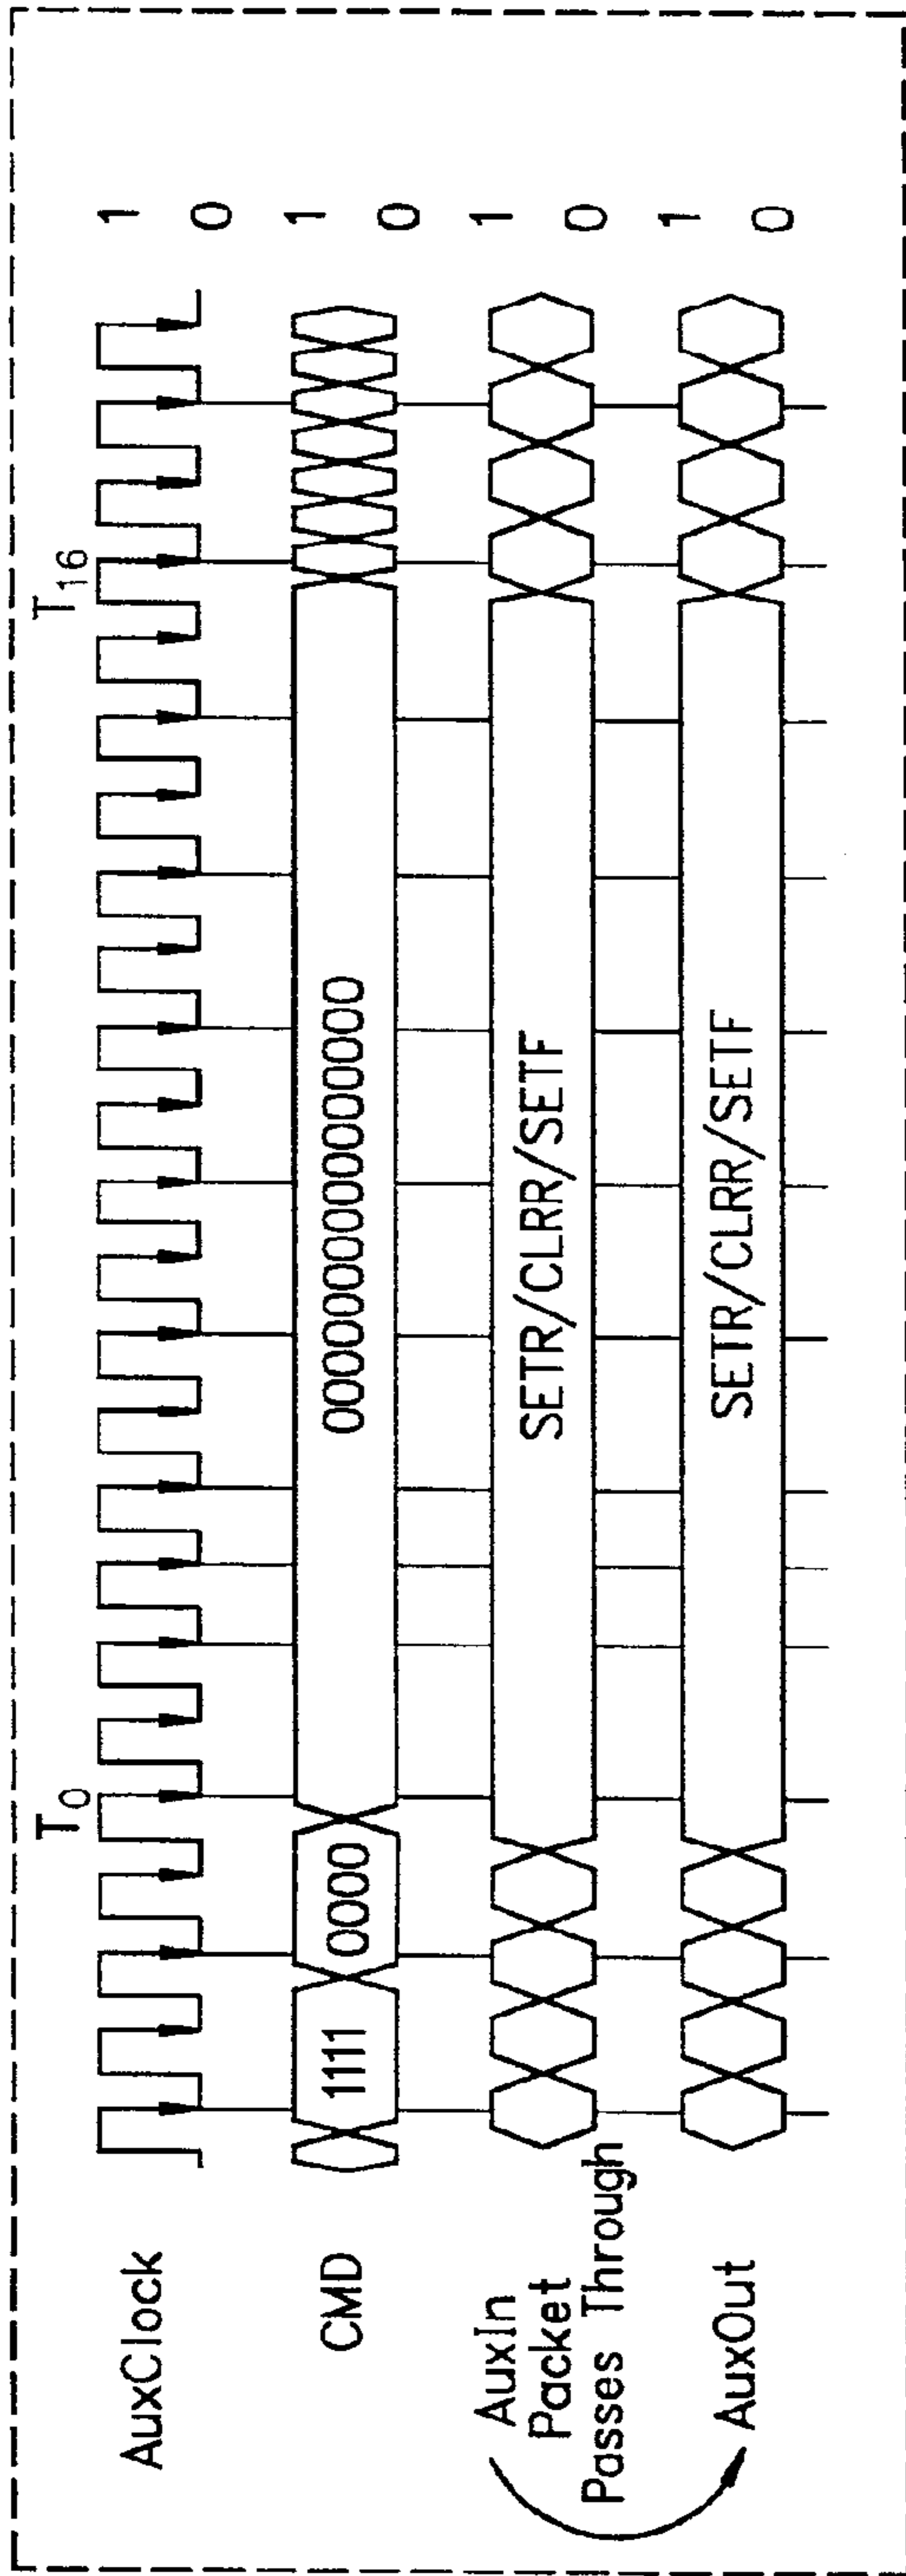 T₀ T₁₆
AuxClock 1 0
CMD 1111 0000 0000000000000000 1 0
AuxIn
Packet
Passes Through SETR/CLRR/SETF 1 0
AuxOut SETR/CLRR/SETF 1 0